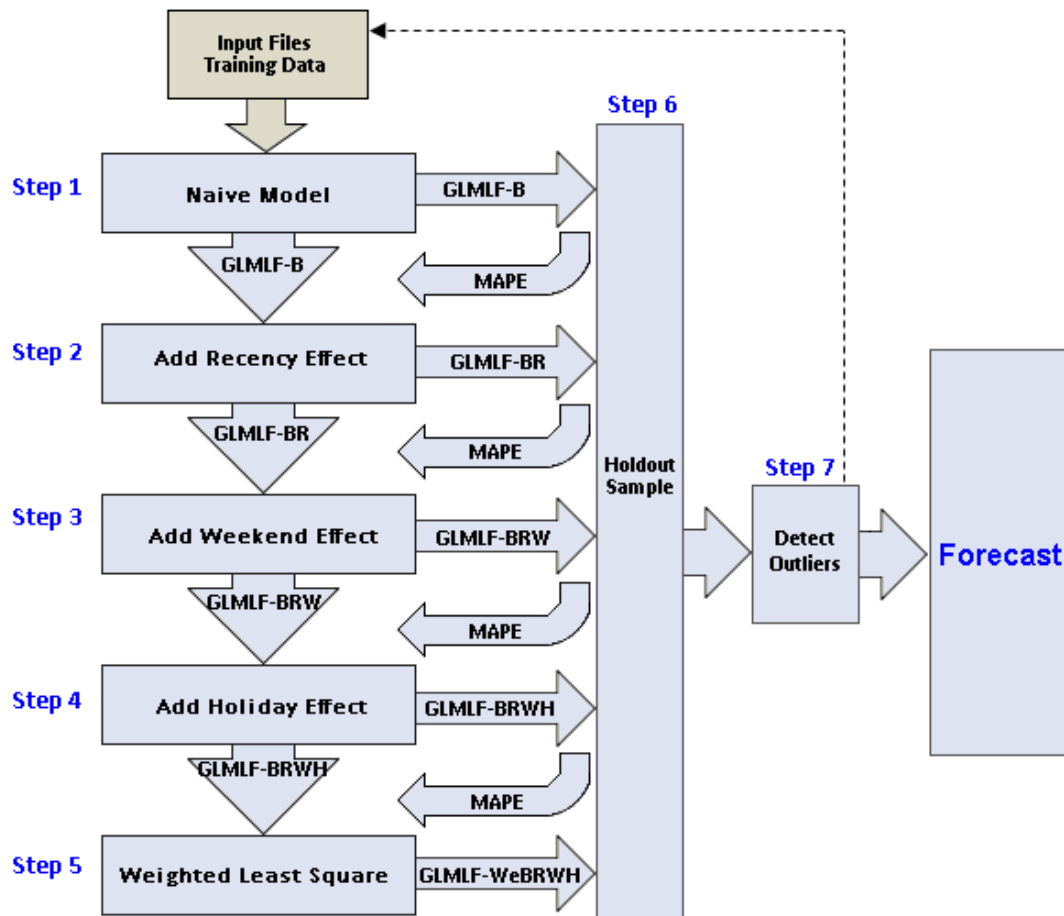 Input Files
Training Data
Step 6
Step 1
Naive Model
GLMLF-B
GLMLF-B
MAPE
Step 2
Add Recency Effect
GLMLF-BR
GLMLF-BR
MAPE
Holdout
Sample
Step 7
Detect
Outliers
Forecast
Step 3
Add Weekend Effect
GLMLF-BRW
GLMLF-BRW
MAPE
Step 4
Add Holiday Effect
GLMLF-BRWH
GLMLF-BRWH
MAPE
Step 5
Weighted Least Square
GLMLF-WeBRWH